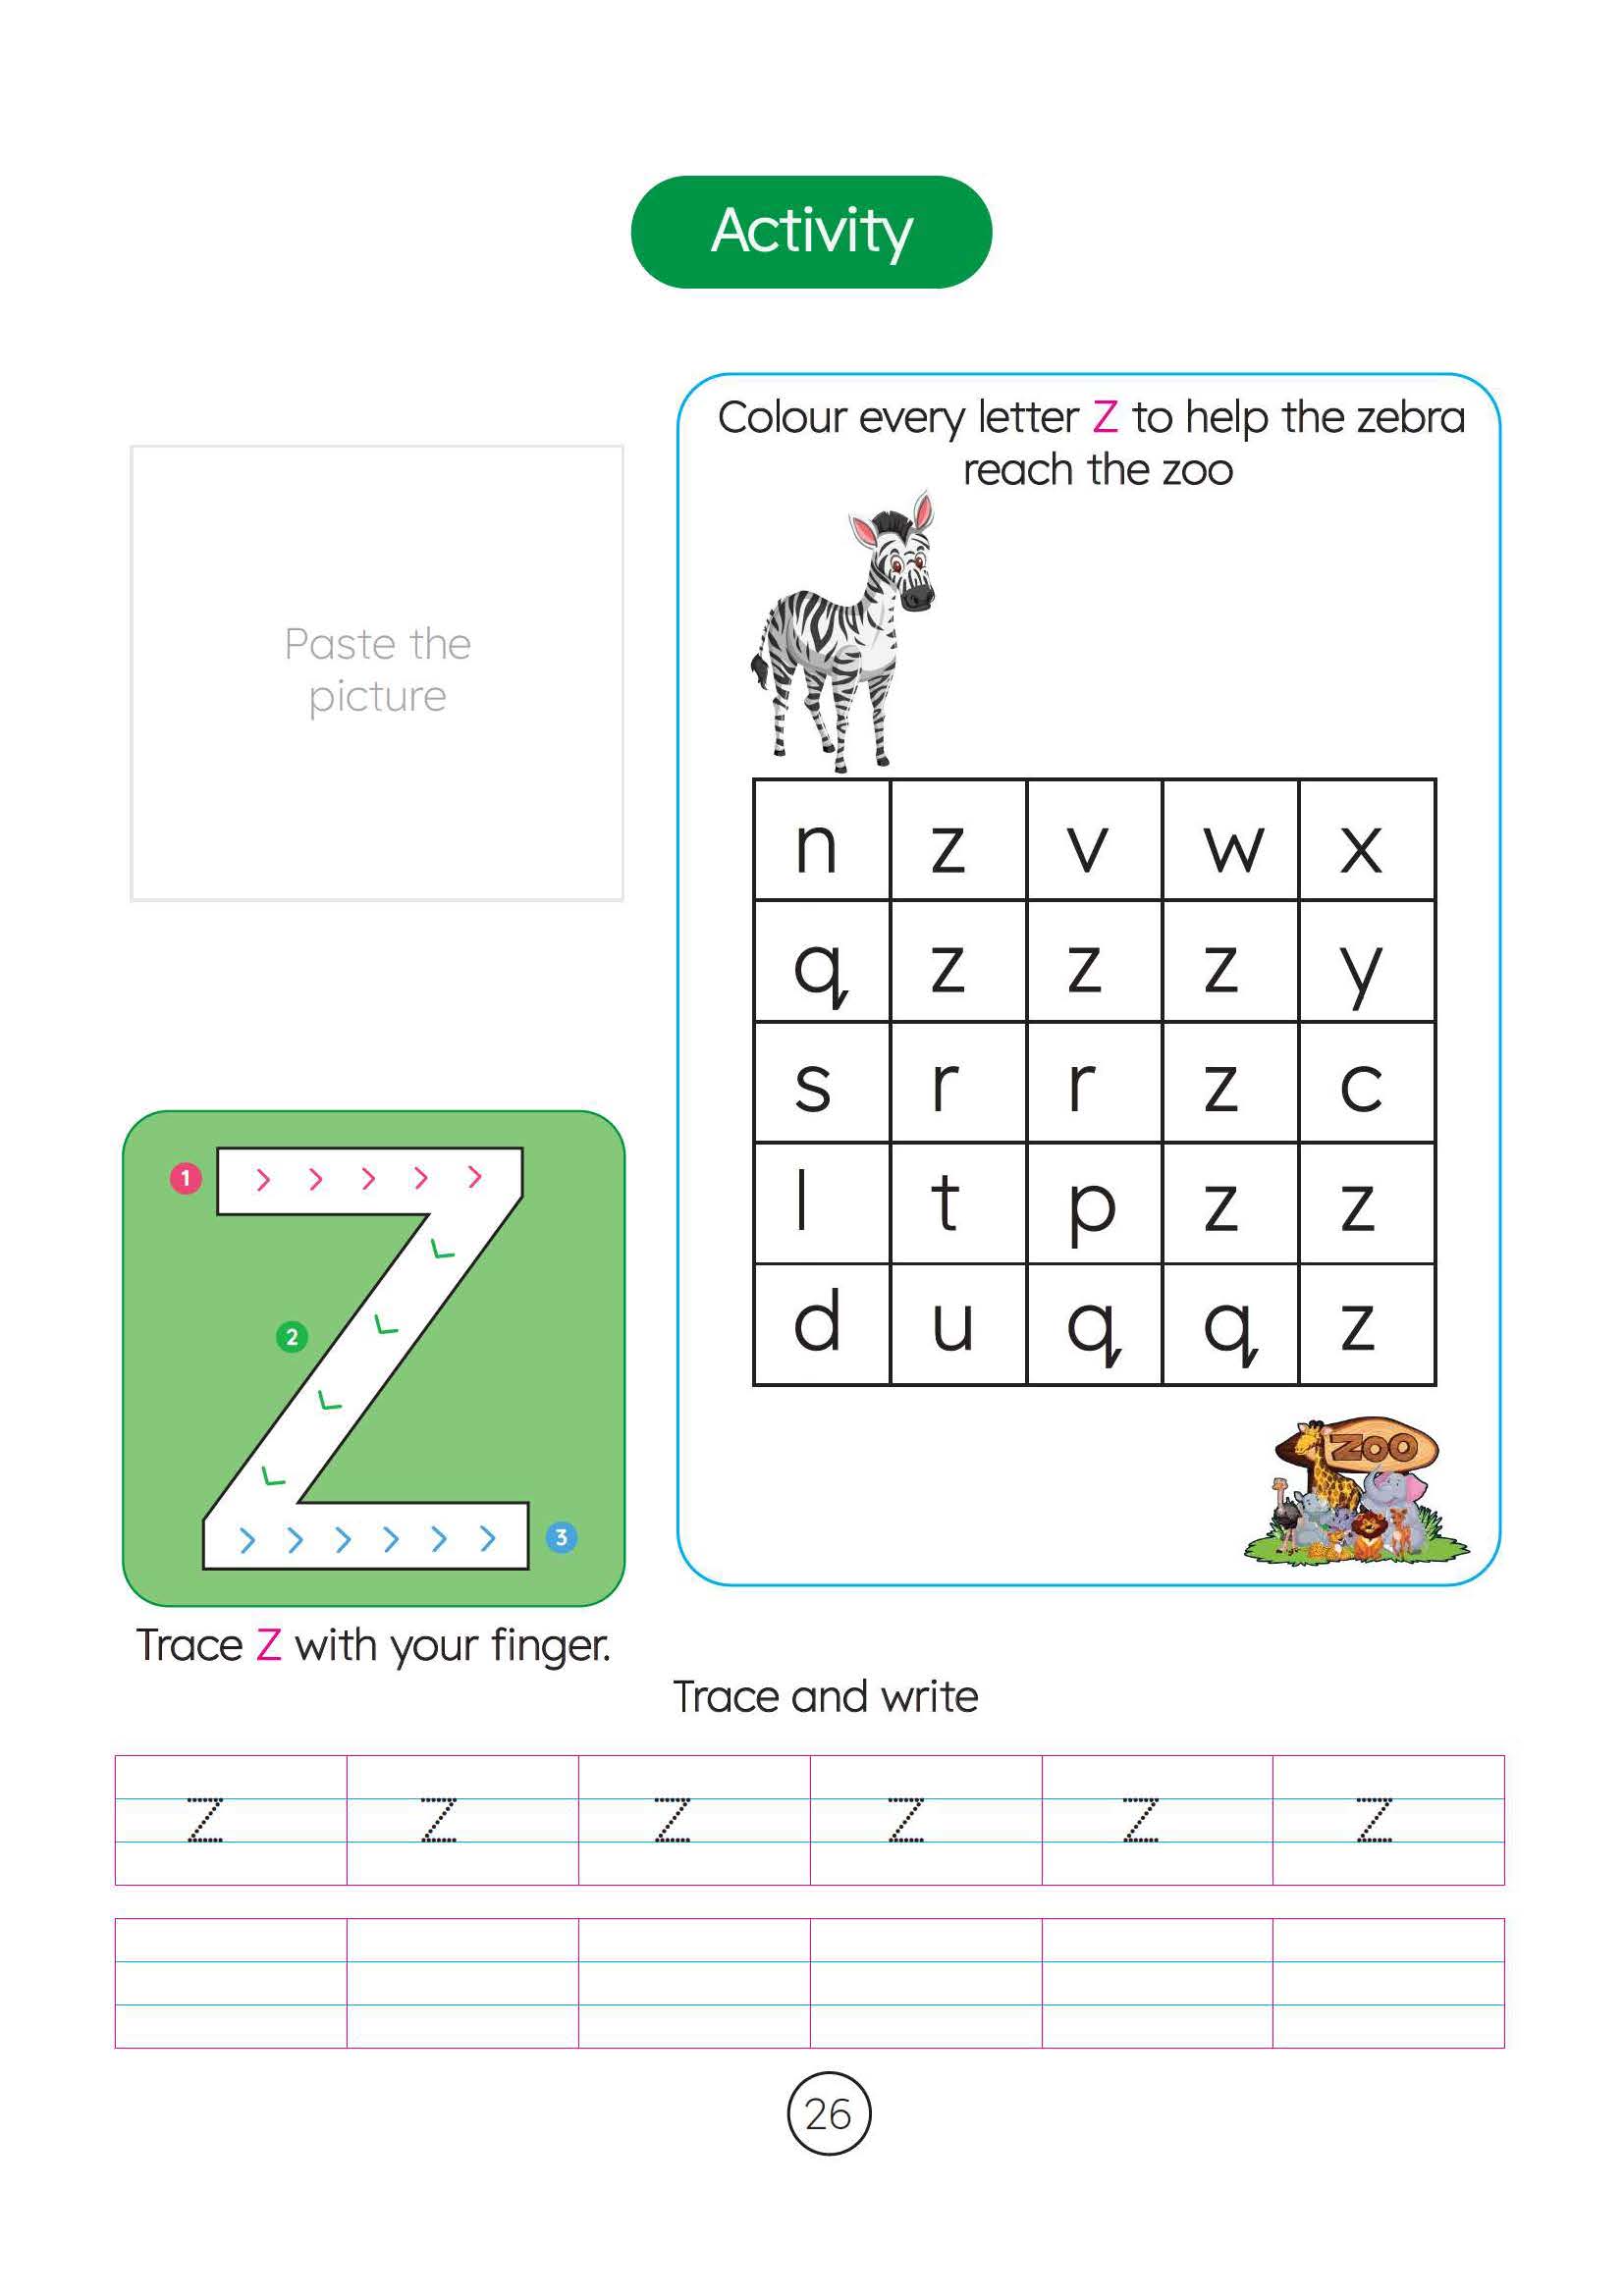 Activity
Colour every letter Z to help the zebra
reach the zoo
Paste the
picture
n z v w x
q z z z y
s r r z c
l t p z z
d u q q z
ZOO
1
2
3
Trace Z with your finger.
Trace and write
z z z z z z
26